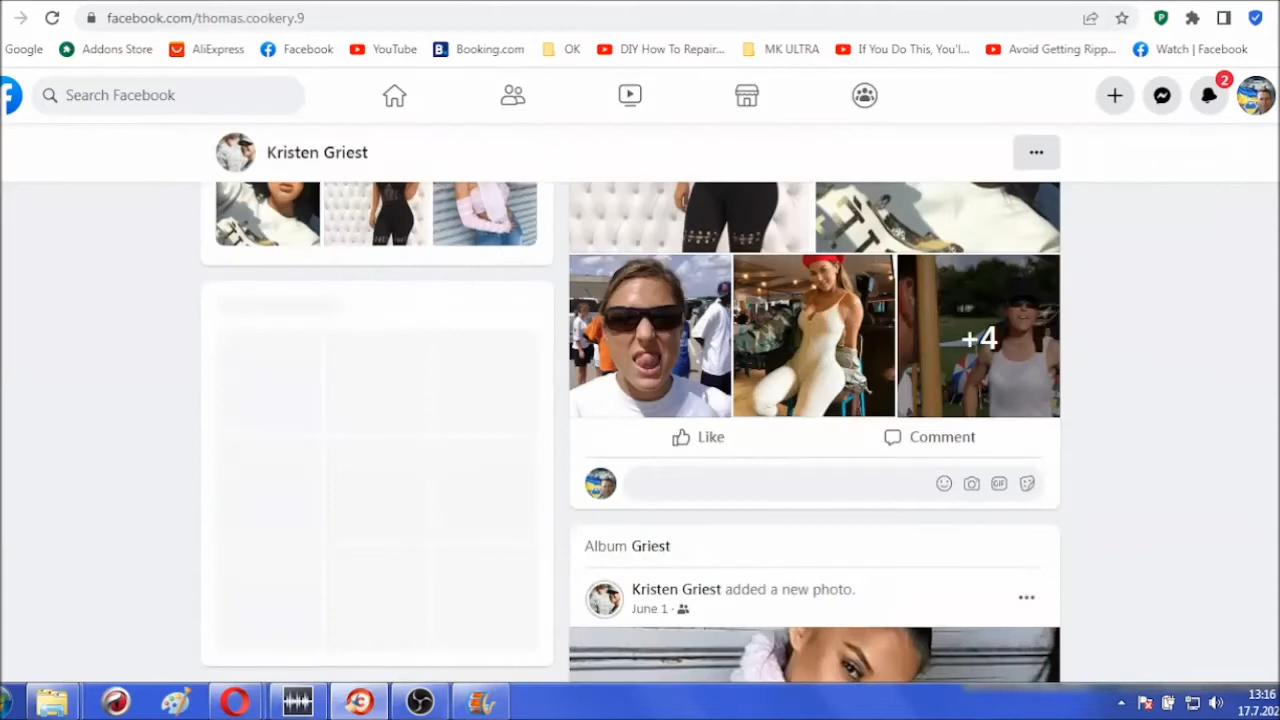 facebook.com/thomas.cookery.9
Google Addons Store AliExpress Facebook YouTube B. Booking.com OK DIY How To Repair... MK ULTRA If You Do This, You'l... Avoid Getting Ripp... Watch | Facebook
Search Facebook
2
Kristen Griest
+4
Like Comment
GIF
Album Griest
Kristen Griest added a new photo.
June 1 ·
13:16
17.7.202